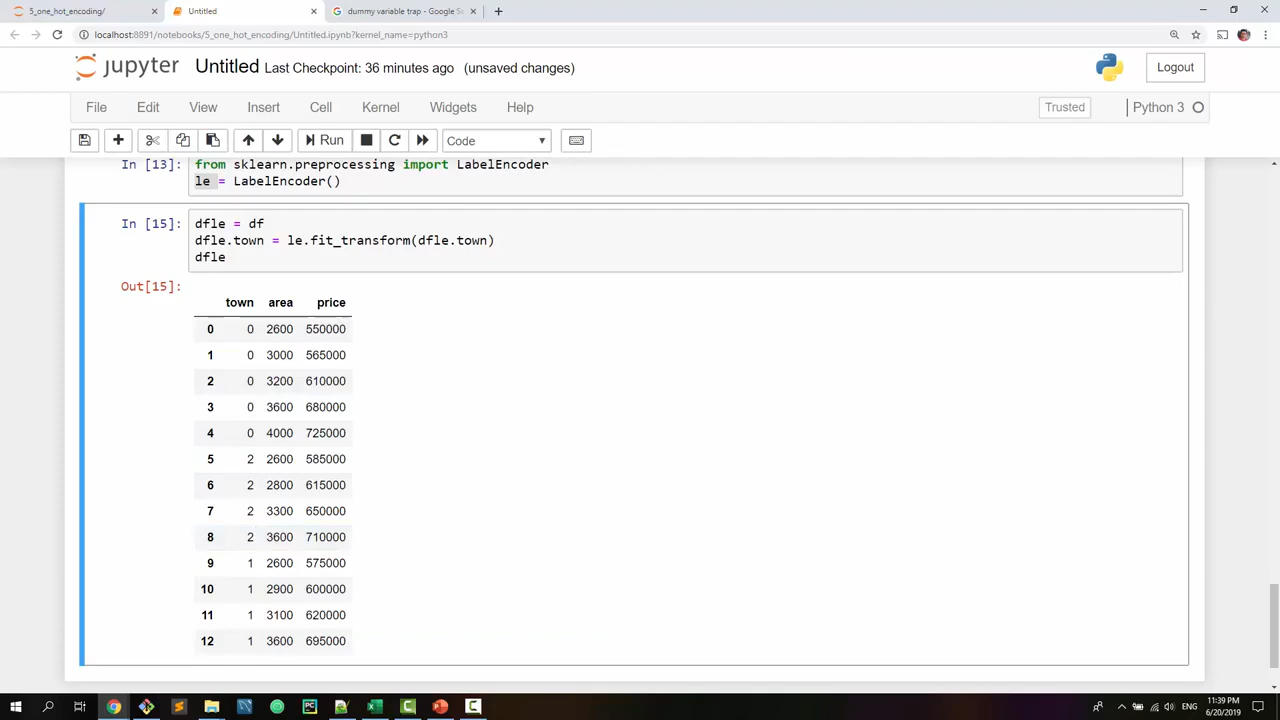 5_one_hot_encoding/
Untitled
dummy variable trap - Google S
localhost:8891/notebooks/5_one_hot_encoding/Untitled.ipynb?kernel_name=python3
jupyter Untitled Last Checkpoint: 36 minutes ago (unsaved changes)
Logout
File Edit View Insert Cell Kernel Widgets Help
Trusted
Python 3
Run
Code
In [13]: from sklearn.preprocessing import LabelEncoder
le = LabelEncoder()
In [15]: dfle = df
dfle.town = le.fit_transform(dfle.town)
dfle
Out[15]:
town area price
0 0 2600 550000
1 0 3000 565000
2 0 3200 610000
3 0 3600 680000
4 0 4000 725000
5 2 2600 585000
6 2 2800 615000
7 2 3300 650000
8 2 3600 710000
9 1 2600 575000
10 1 2900 600000
11 1 3100 620000
12 1 3600 695000
ENG
11:39 PM
6/20/2019